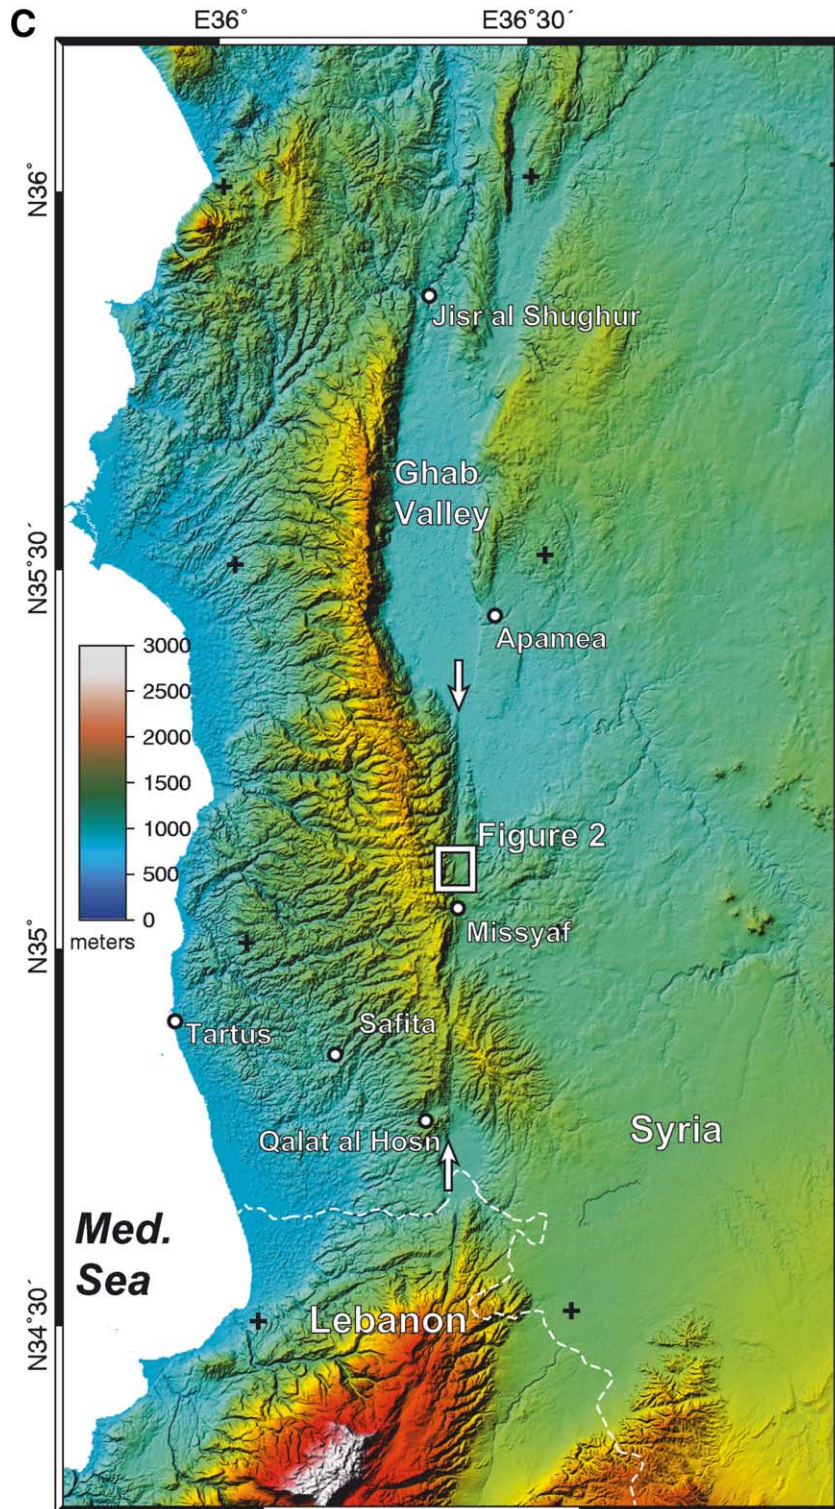 C
E36°
E36°30´
N36°
Jisr al Shughur
Ghab
Valley
N35°30´
Apamea
3000
2500
2000
1500
1000
500
0
meters
Figure 2
Missyaf
N35°
Tartus
Safita
Qalat al Hosn
Syria
Med.
Sea
N34°30´
Lebanon